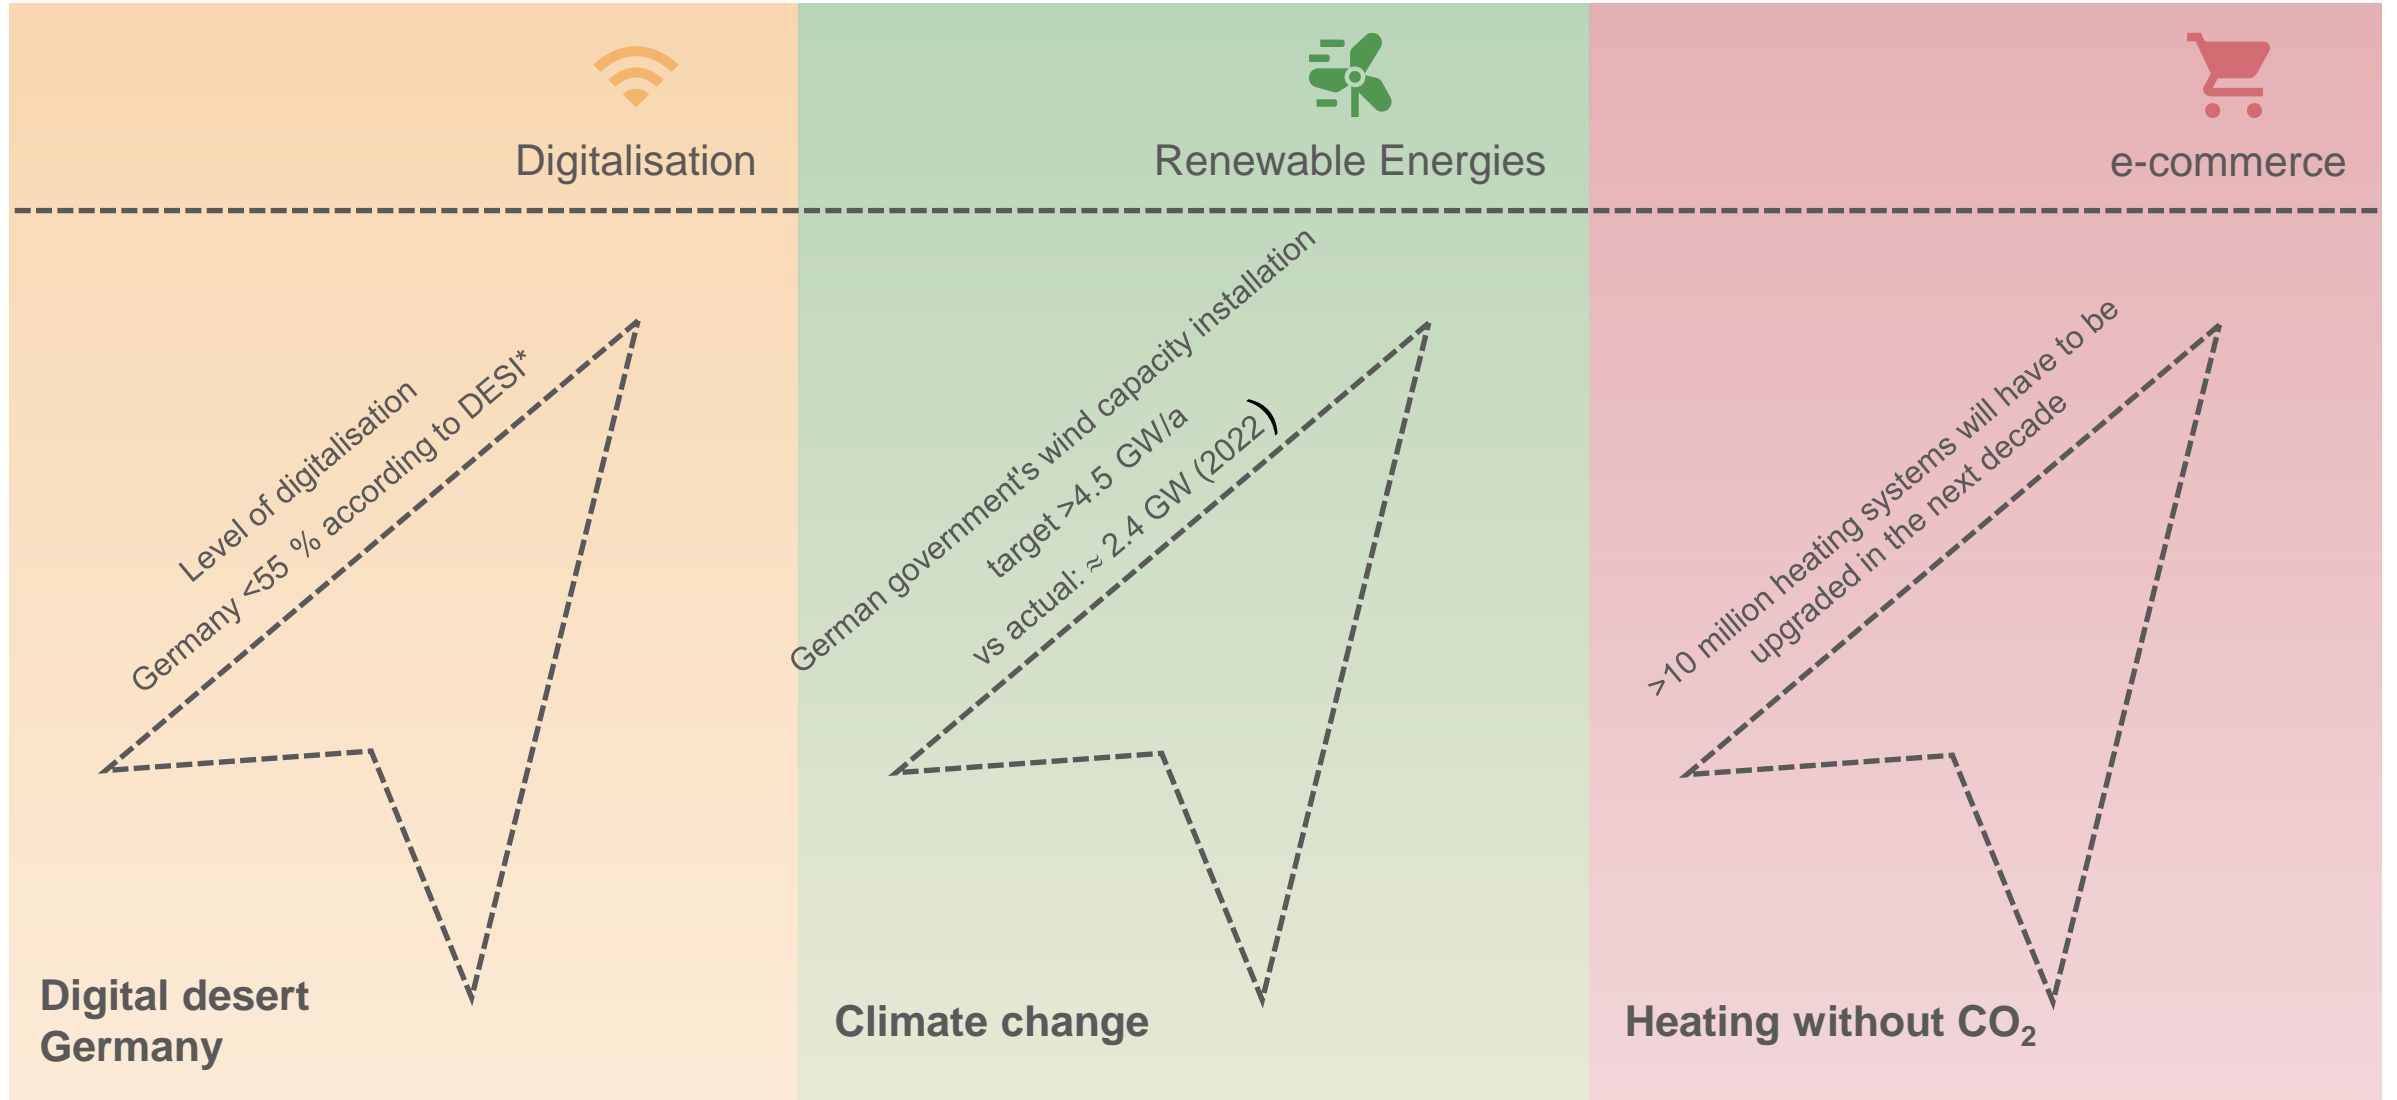 Digitalisation
Level of digitalisation
Germany <55 % according to DESI*
Digital desert
Germany
Renewable Energies
German government's wind capacity installation
target >4.5 GW/a
vs actual: ≈ 2.4 GW (2022)
Climate change
e-commerce
>10 million heating systems will have to be
upgraded in the next decade
Heating without CO₂